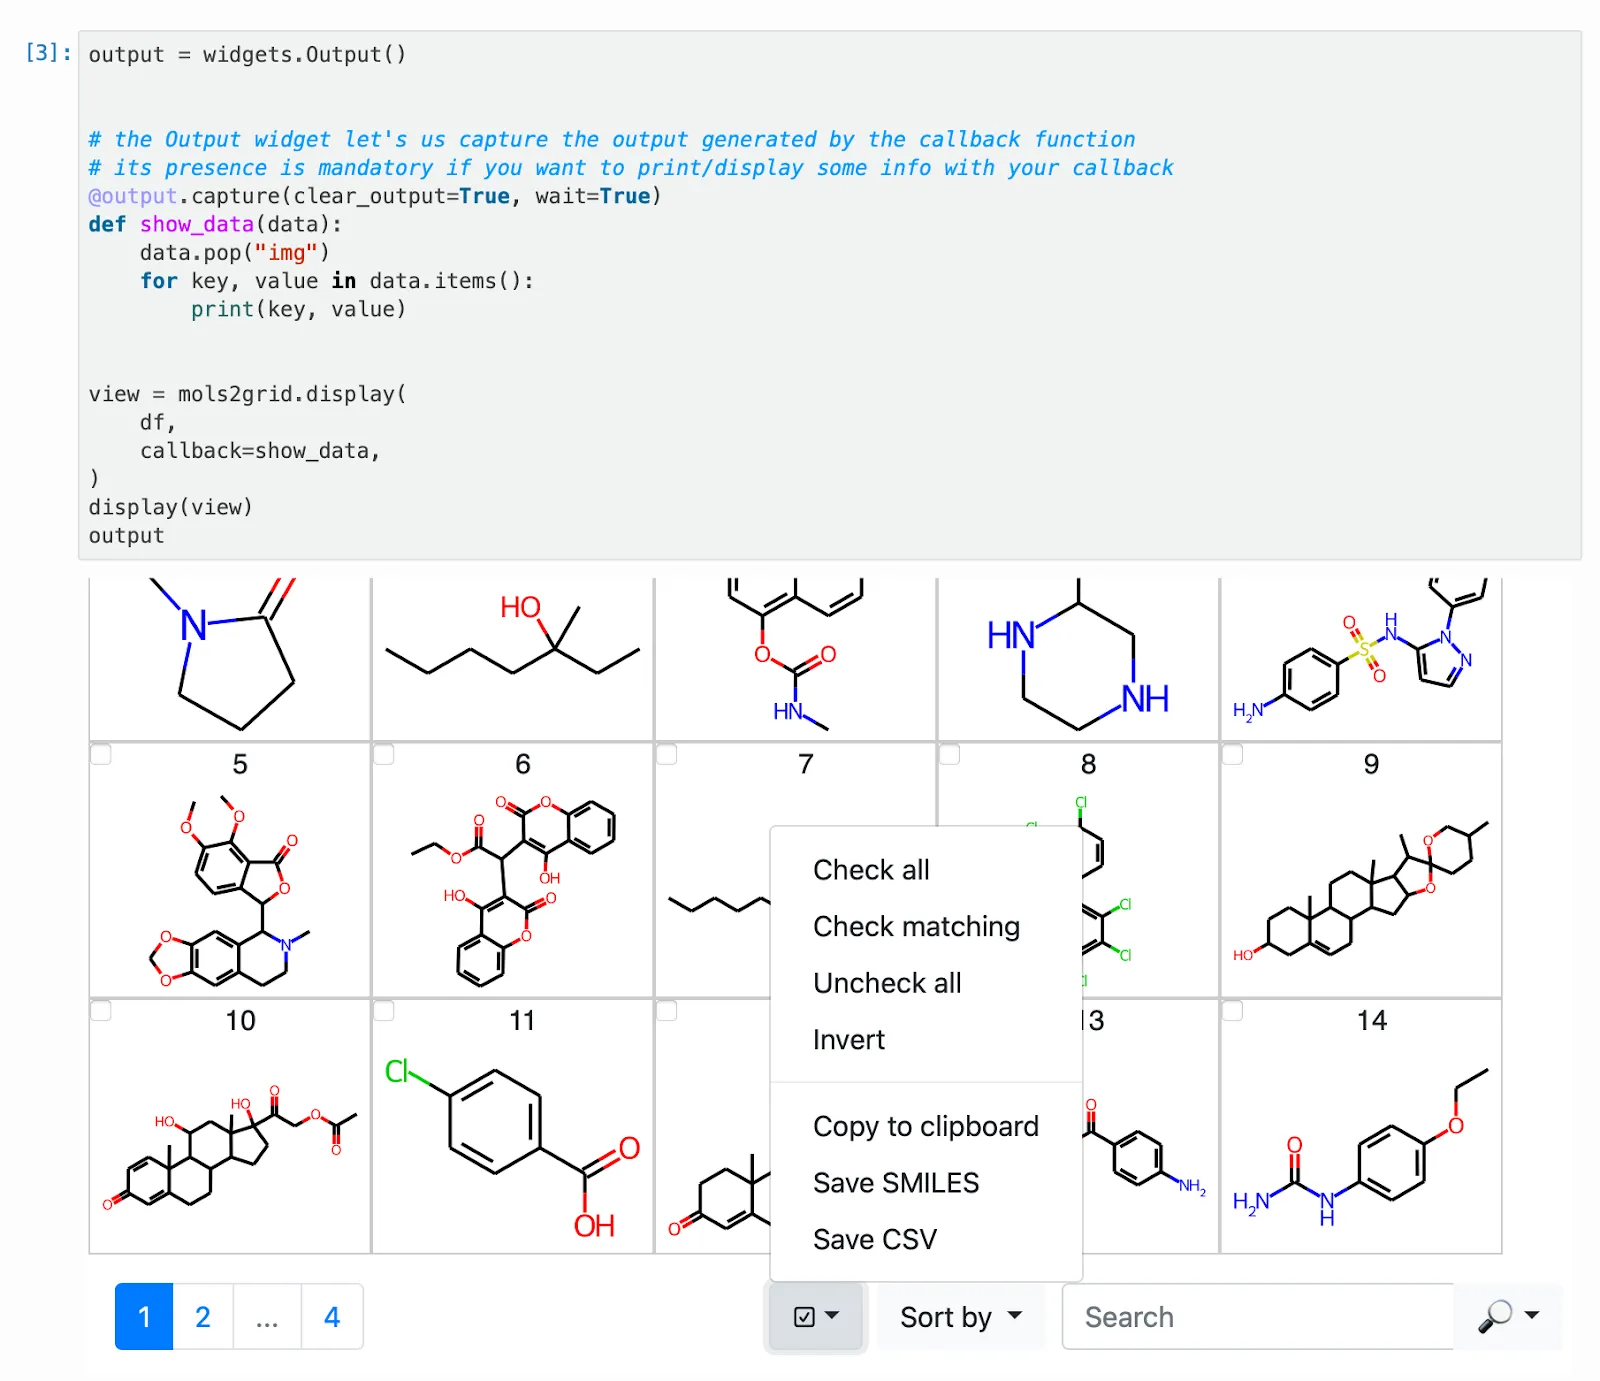 [3]:
output = widgets.Output()
# the Output widget let's us capture the output generated by the callback function
# its presence is mandatory if you want to print/display some info with your callback
@output.capture(clear_output=True, wait=True)
def show_data(data):
    data.pop("img")
    for key, value in data.items():
        print(key, value)
view = mols2grid.display(
    df,
    callback=show_data,
)
display(view)
output
N
HO
O O
HN
HN
NH
O S O
H
N
N
N
H2N
5 6 7 8 9
O O O O
O O
N
O O O
O O
OH
HO O
O
Cl
Cl
Cl
O
O
HO
10 11 13 14
HO HO O O O
O
Cl
O
OH
O
O
NH2
O
O
H2N
N
H
Check all
Check matching
Uncheck all
Invert
Copy to clipboard
Save SMILES
Save CSV
1 2 ... 4
Sort by
Search